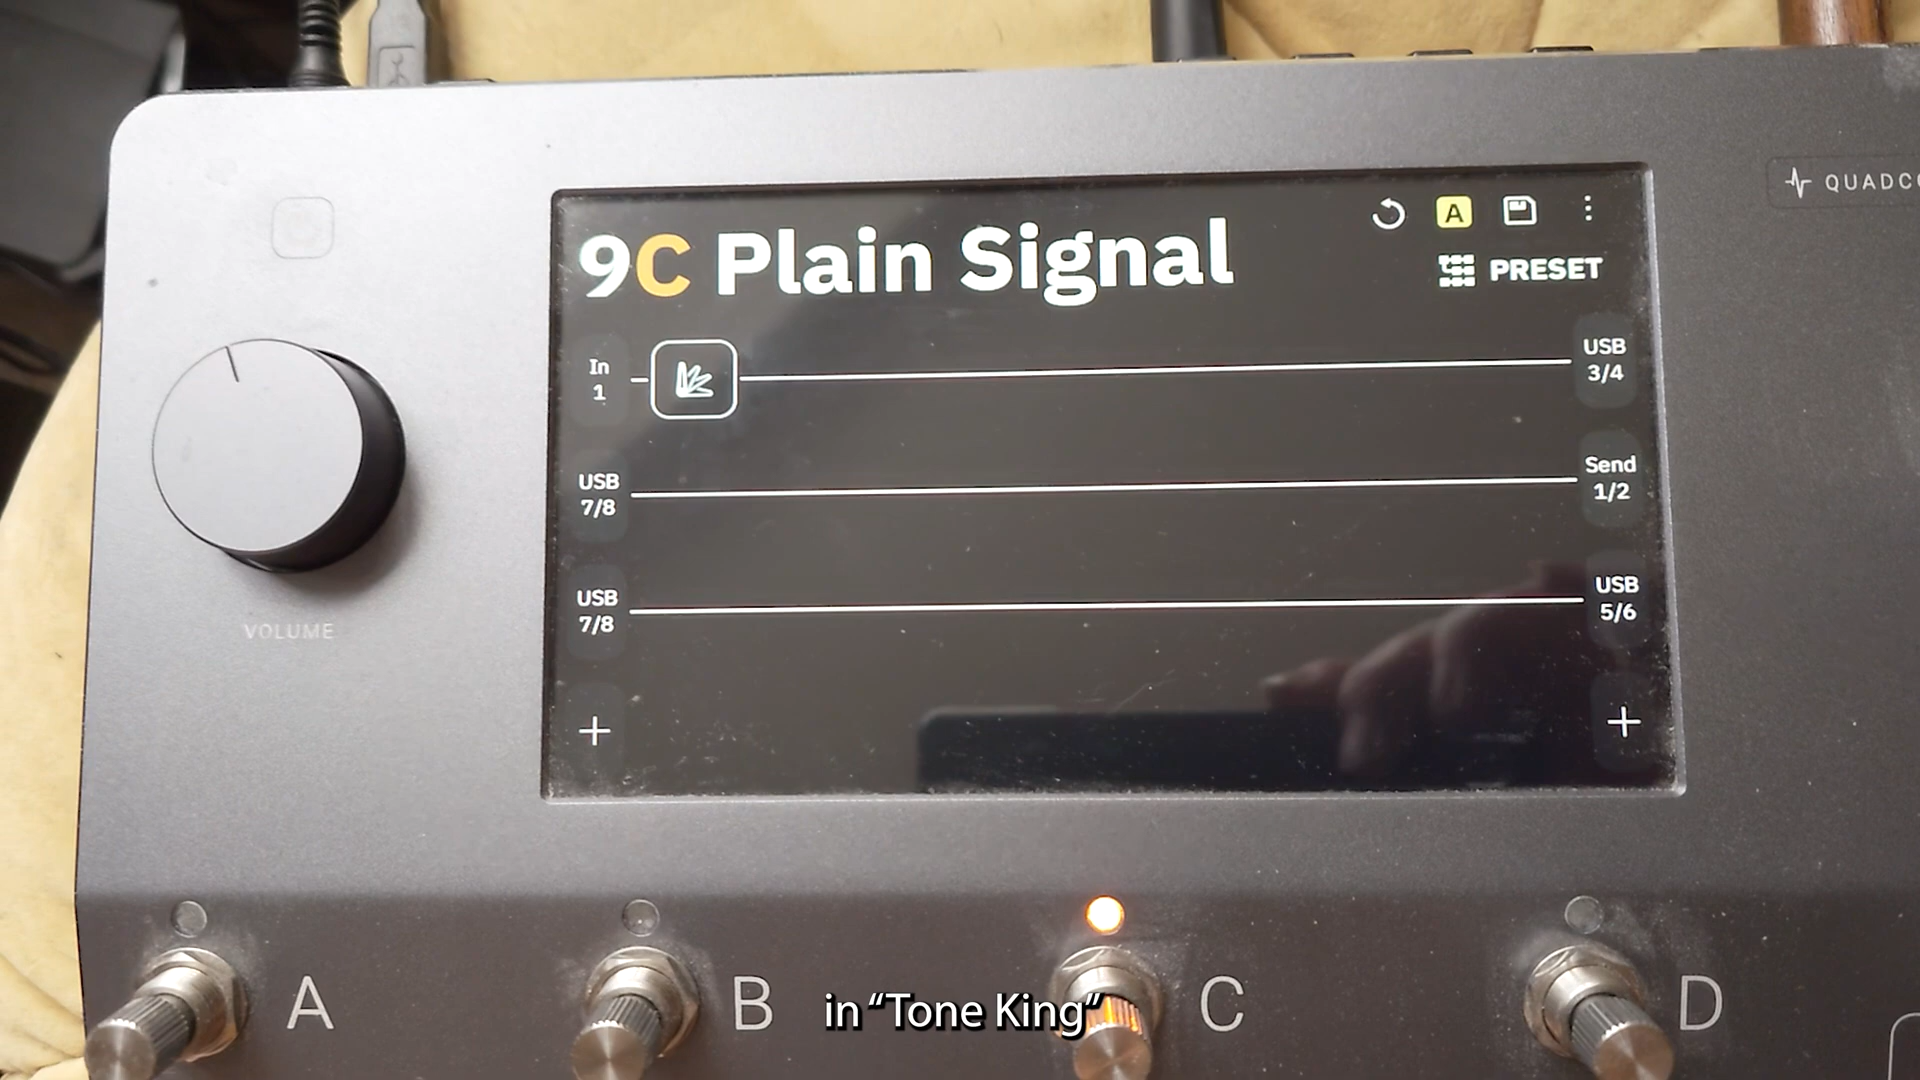 QUADCO
A
9C Plain Signal
PRESET
In
1
USB
3/4
USB
7/8
Send
1/2
USB
7/8
USB
5/6
VOLUME
A
B
C
D
in “Tone King”